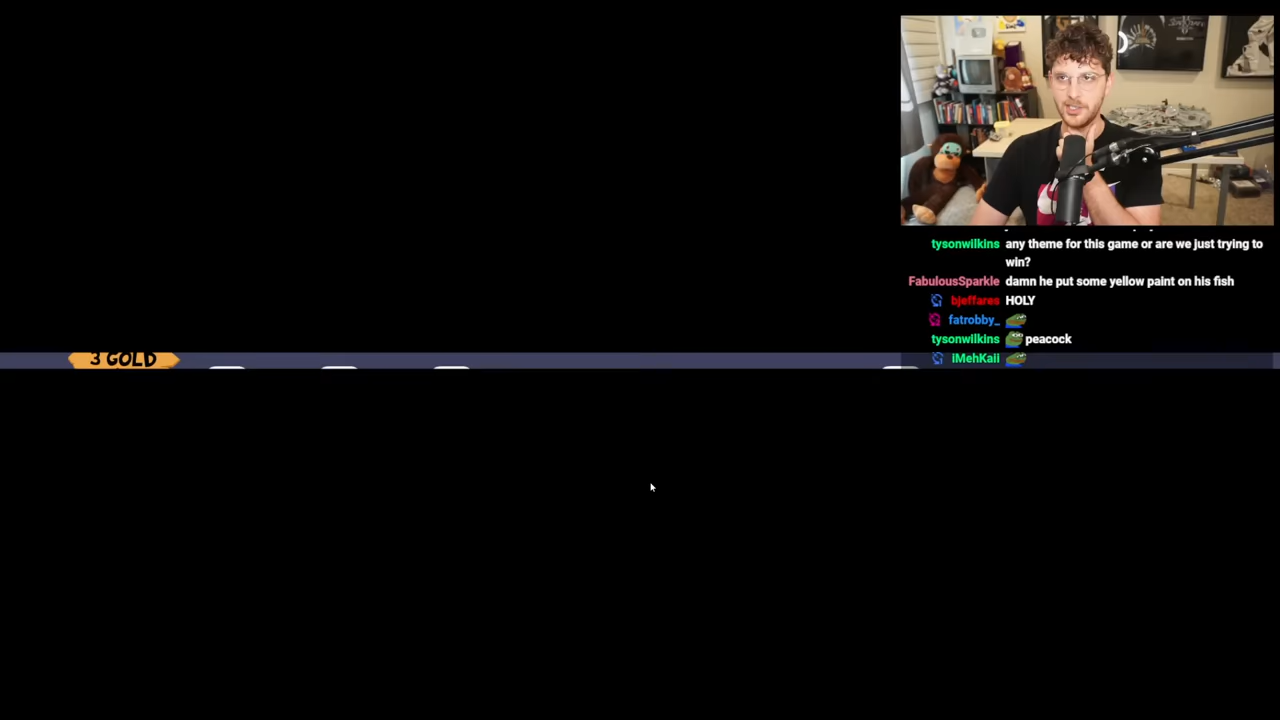 tysonwilkins any theme for this game or are we just trying to
win?
FabulousSparkle damn he put some yellow paint on his fish
bjeffares HOLY
fatrobby_
tysonwilkins peacock
iMehKaii
3 GOLD